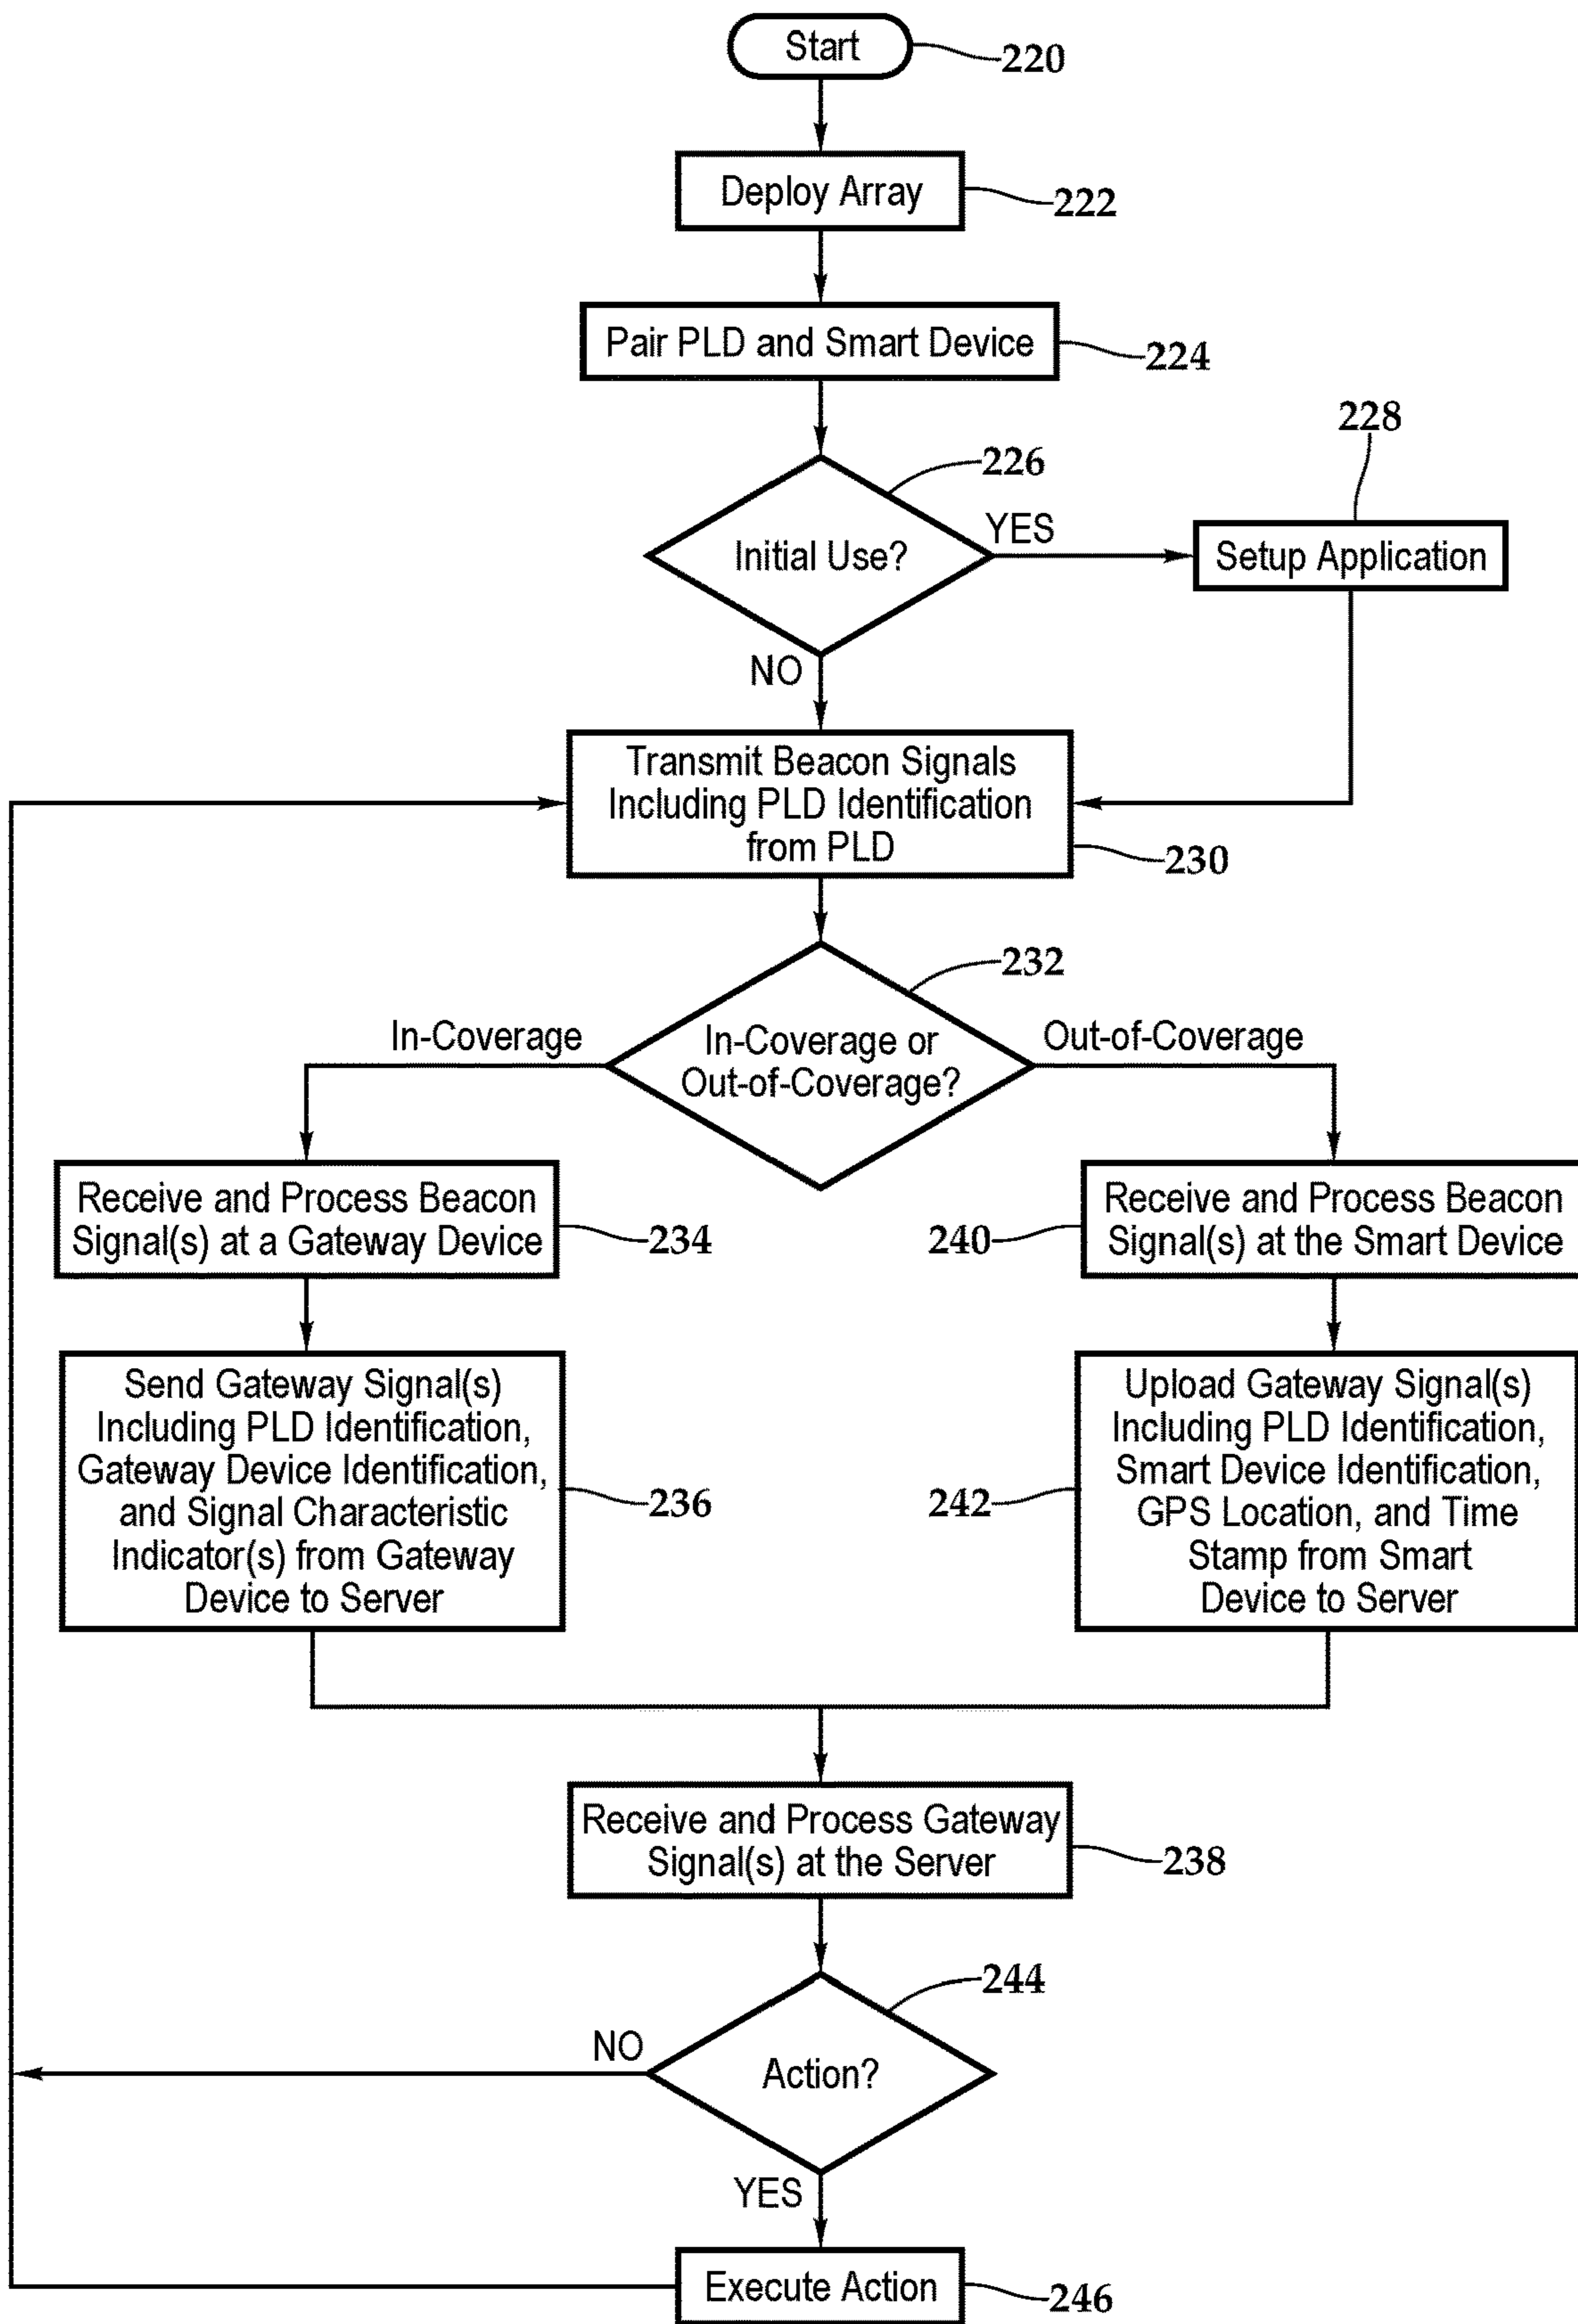 Start
220
Deploy Array
222
Pair PLD and Smart Device
224
226
228
Initial Use?
YES
Setup Application
NO
Transmit Beacon Signals
Including PLD Identification
from PLD
230
232
In-Coverage
In-Coverage or
Out-of-Coverage?
Out-of-Coverage
Receive and Process Beacon
Signal(s) at a Gateway Device
234
240
Receive and Process Beacon
Signal(s) at the Smart Device
Send Gateway Signal(s)
Including PLD Identification,
Gateway Device Identification,
and Signal Characteristic
Indicator(s) from Gateway
Device to Server
236
242
Upload Gateway Signal(s)
Including PLD Identification,
Smart Device Identification,
GPS Location, and Time
Stamp from Smart
Device to Server
Receive and Process Gateway
Signal(s) at the Server
238
244
NO
Action?
YES
Execute Action
246